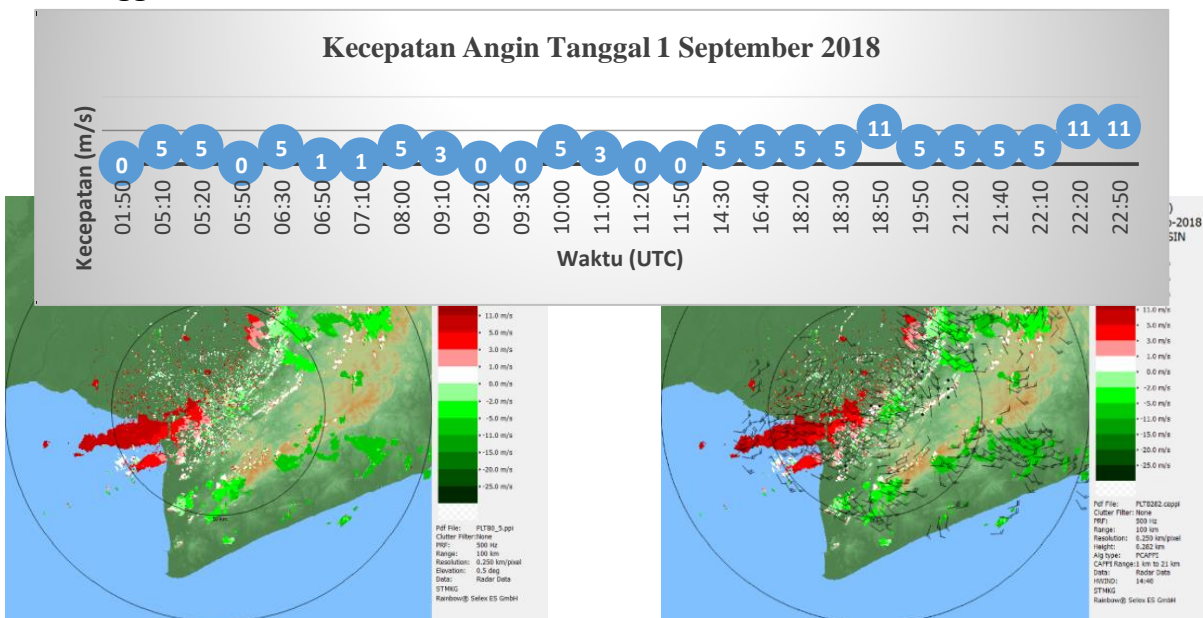 Kecepatan Angin Tanggal 1 September 2018
Kecepatan (m/s)
0 5 5 0 5 1 1 5 3 0 0 5 3 0 0 5 5 5 5 11 5 5 5 5 11 11
01:50 05:10 05:20 05:50 06:30 06:50 07:10 08:00 09:10 09:20 09:30 10:00 11:00 11:20 11:50 14:30 16:40 18:20 18:30 18:50 19:50 21:20 21:40 22:10 22:20 22:50
Waktu (UTC)
-2018
SIN
11.0 m/s
5.0 m/s
3.0 m/s
1.0 m/s
0.0 m/s
-2.0 m/s
-5.0 m/s
-11.0 m/s
-15.0 m/s
-20.0 m/s
-25.0 m/s
Pdf File: PLTB0_5.ppi
Clutter Filter:None
PRF: 500 Hz
Range: 100 km
Resolution: 0.250 km/pixel
Elevation: 0.5 deg
Data: Radar Data
STMKG
Rainbow® Selex ES GmbH
11.0 m/s
5.0 m/s
3.0 m/s
1.0 m/s
0.0 m/s
-2.0 m/s
-5.0 m/s
-11.0 m/s
-15.0 m/s
-20.0 m/s
-25.0 m/s
Pdf File: PLTB262.cappi
Clutter Filter: None
PRF: 500 Hz
Range: 100 km
Resolution: 0.250 km/pixel
Height: 0.262 km
Alg type: PCAPPI
CAPPI Range:1 km to 21 km
Data: Radar Data
HWIND: 14:40
STMKG
Rainbow® Selex ES GmbH